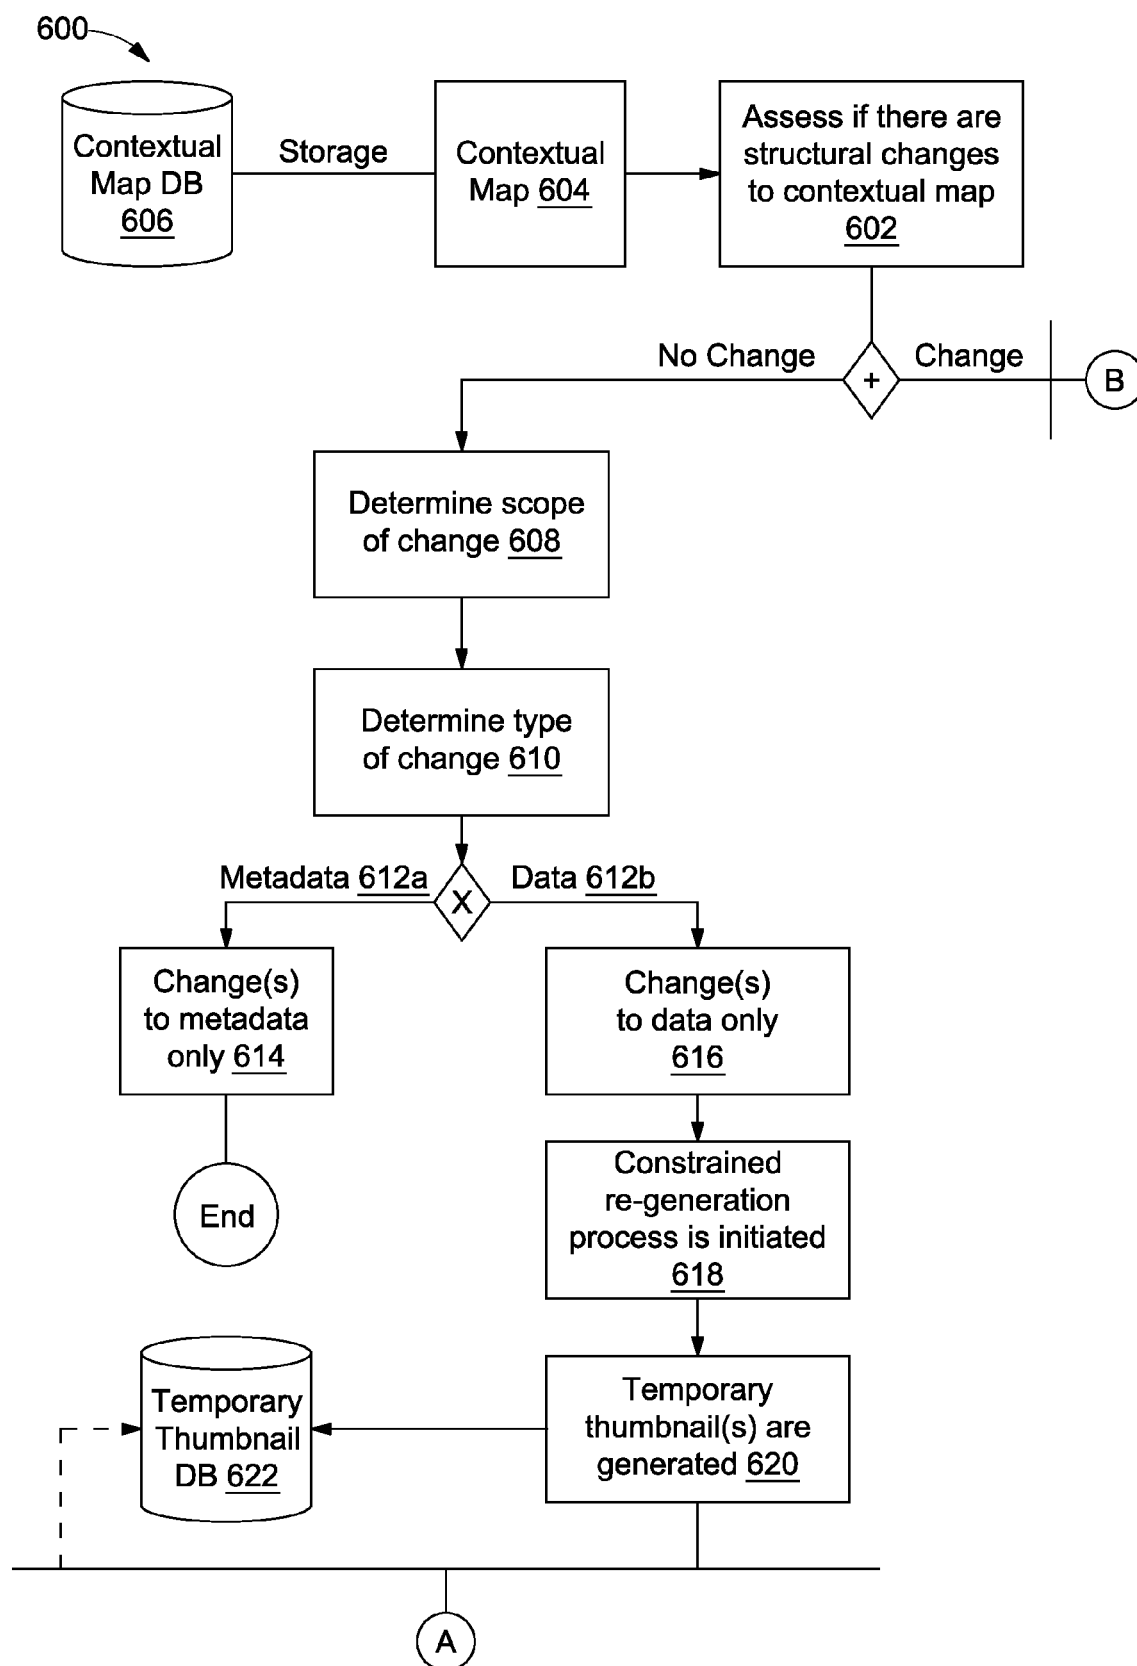 600
Contextual
Map DB
606
Storage
Contextual
Map 604
Assess if there are
structural changes
to contextual map
602
No Change
+
Change
B
Determine scope
of change 608
Determine type
of change 610
Metadata 612a
X
Data 612b
Change(s)
to metadata
only 614
Change(s)
to data only
616
End
Constrained
re-generation
process is initiated
618
Temporary
Thumbnail
DB 622
Temporary
thumbnail(s) are
generated 620
A